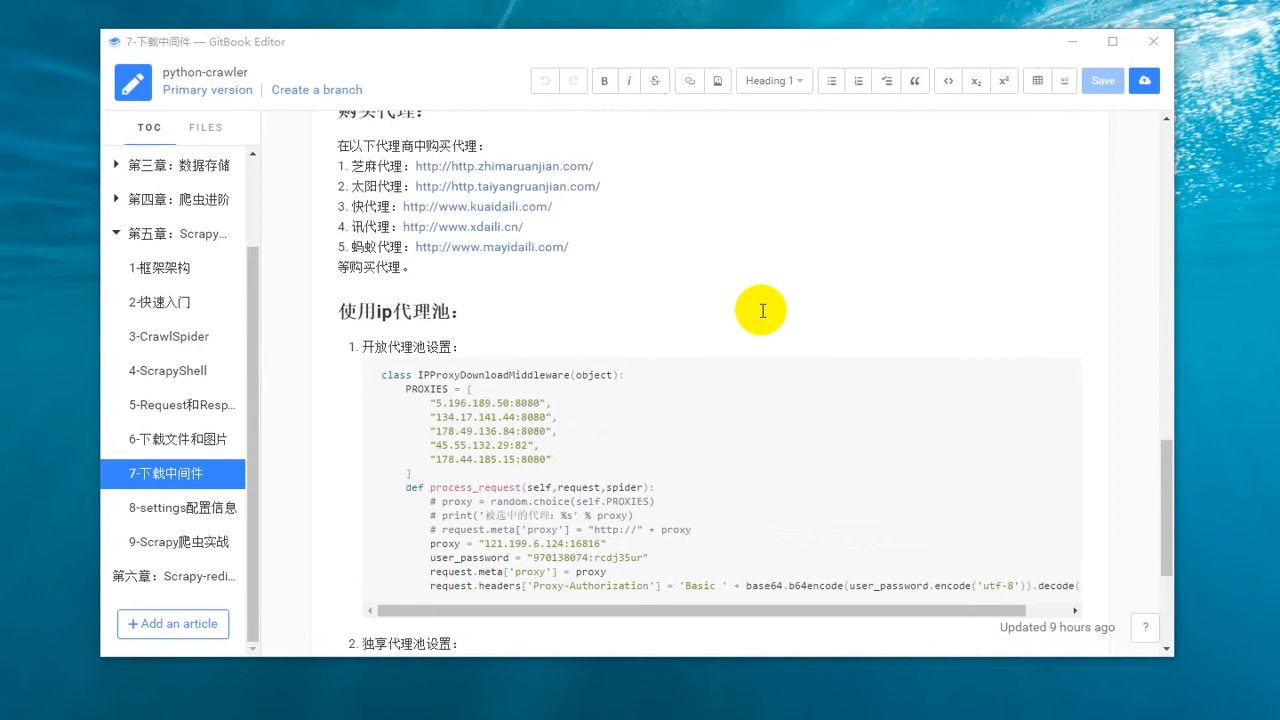 7-下载中间件 — GitBook Editor
python-crawler
Primary version
Create a branch
B
i
S
Heading 1
x₂
x²
Save
TOC
FILES
第三章：数据存储
第四章：爬虫进阶
第五章：Scrapy...
1-框架架构
2-快速入门
3-CrawlSpider
4-ScrapyShell
5-Request和Resp...
6-下载文件和图片
7-下载中间件
8-settings配置信息
9-Scrapy爬虫实战
第六章：Scrapy-redi...
+ Add an article
购买代理：
在以下代理商中购买代理：
1. 芝麻代理：http://http.zhimaruanjian.com/
2. 太阳代理：http://http.taiyangruanjian.com/
3. 快代理：http://www.kuaidaili.com/
4. 讯代理：http://www.xdaili.cn/
5. 蚂蚁代理：http://www.mayidaili.com/
等购买代理。
使用ip代理池：
1. 开放代理池设置：
class IPProxyDownloadMiddleware(object):
PROXIES = [
"5.196.189.50:8080",
"134.17.141.44:8080",
"178.49.136.84:8080",
"45.55.132.29:82",
"178.44.185.15:8080"
]
def process_request(self,request,spider):
# proxy = random.choice(self.PROXIES)
# print('被选中的代理：%s' % proxy)
# request.meta['proxy'] = "http://" + proxy
proxy = "121.199.6.124:16816"
user_password = "970138074:rcdj35ur"
request.meta['proxy'] = proxy
request.headers['Proxy-Authorization'] = 'Basic ' + base64.b64encode(user_password.encode('utf-8')).decode(
2. 独享代理池设置：
Updated 9 hours ago
?